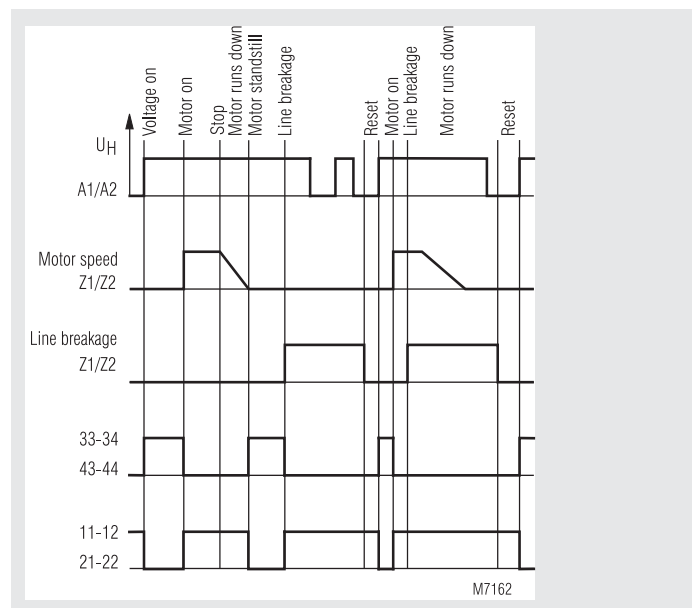 Voltage on
Motor on
Stop
Motor runs down
Motor standstill
Line breakage
Reset
Motor on
Line breakage
Motor runs down
Reset
UH
A1/A2
Motor speed
Z1/Z2
Line breakage
Z1/Z2
33-34
43-44
11-12
21-22
M7162